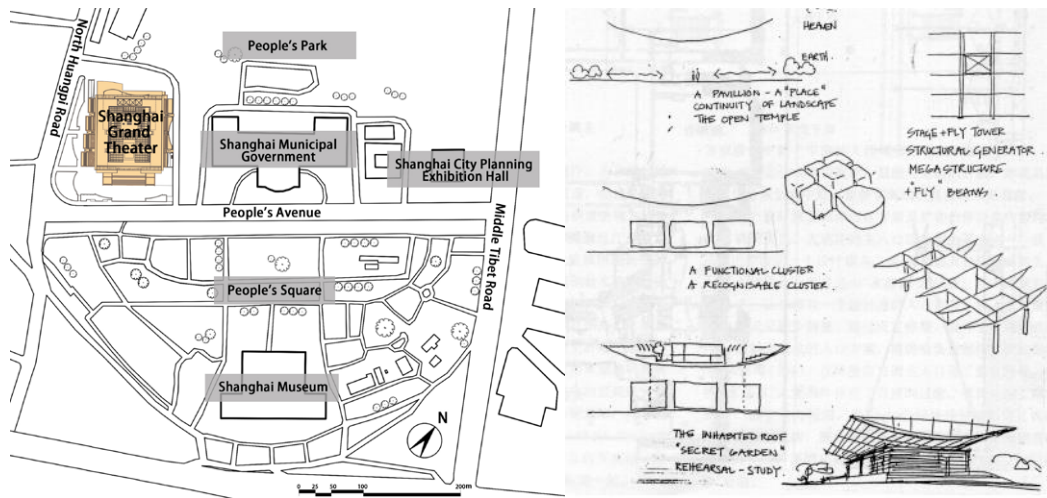 North Huangpi Road
People's Park
Shanghai
Grand
Theater
Shanghai Municipal
Government
Shanghai City Planning
Exhibition Hall
People's Avenue
Middle Tibet Road
People's Square
Shanghai Museum
N
0 25 50 100 200m
HEAVEN
EARTH.
A PAVILLION - A "PLACE"
CONTINUITY OF LANDSCAPE
THE OPEN TEMPLE
STAGE + FLY TOWER
STRUCTURAL GENERATOR.
MEGASTRUCTURE
+ "FLY" BEAMS.
A FUNCTIONAL CLUSTER.
A RECOGNISABLE CLUSTER.
THE INHABITED ROOF
"SECRET GARDEN"
REHEARSAL - STUDY.